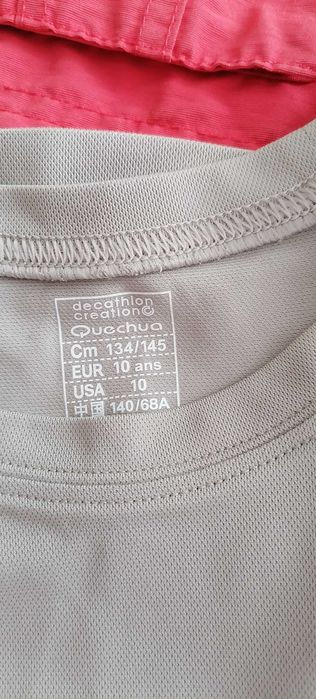 decathlon
creation©
Quechua
Cm 134/145
EUR 10 ans
USA 10
中国 140/68A